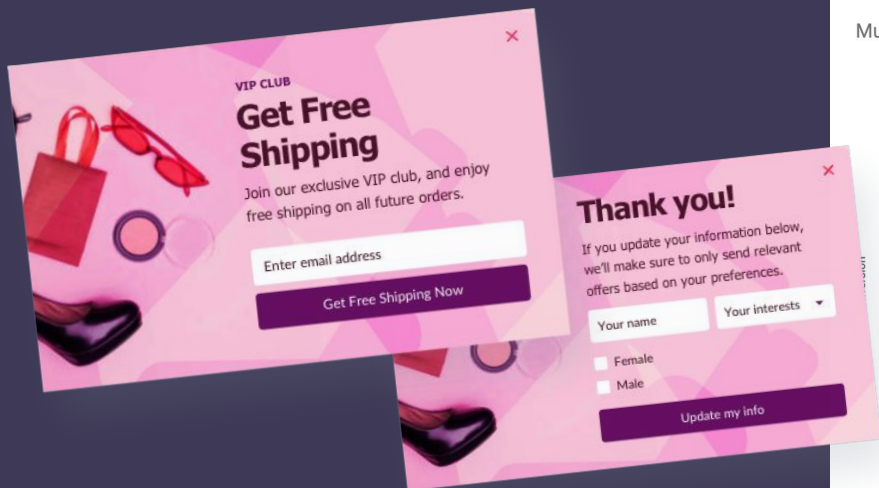 Mu
VIP CLUB
Get Free
Shipping
Join our exclusive VIP club, and enjoy
free shipping on all future orders.
Enter email address
Get Free Shipping Now
Thank you!
If you update your information below,
we'll make sure to only send relevant
offers based on your preferences.
Your name
Your interests
Female
Male
Update my info